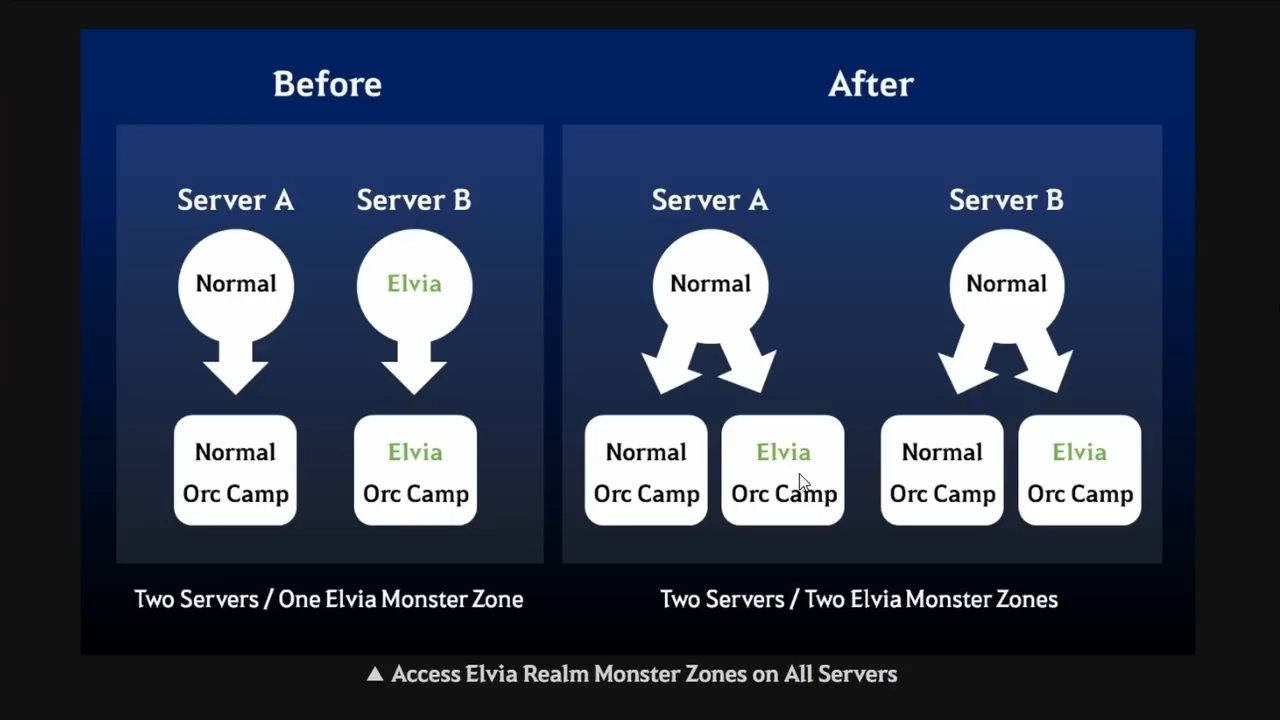 Before
Server A
Server B
Normal
Elvia
Normal
Orc Camp
Elvia
Orc Camp
Two Servers / One Elvia Monster Zone
After
Server A
Server B
Normal
Normal
Normal
Orc Camp
Elvia
Orc Camp
Normal
Orc Camp
Elvia
Orc Camp
Two Servers / Two Elvia Monster Zones
▲ Access Elvia Realm Monster Zones on All Servers